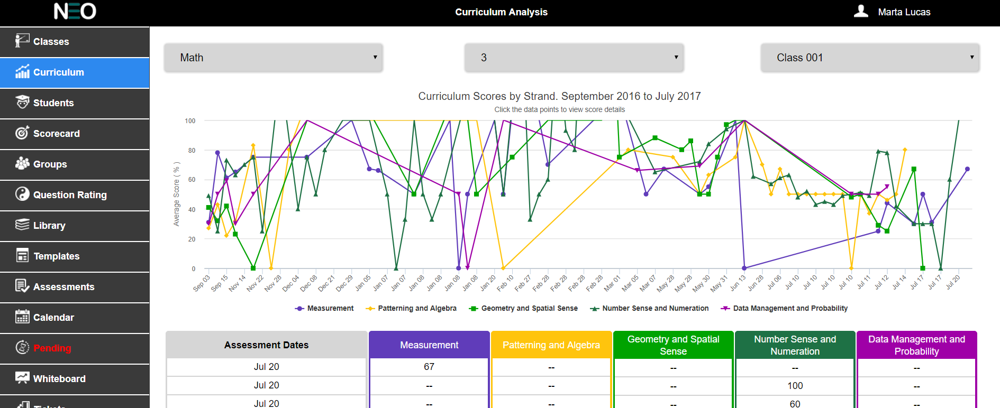 NEO
Curriculum Analysis
Marta Lucas
Classes
Curriculum
Students
Scorecard
Groups
Question Rating
Library
Templates
Assessments
Calendar
Pending
Whiteboard
Math
3
Class 001
Curriculum Scores by Strand. September 2016 to July 2017
Click the data points to view score details
Average Score ( % )
100
80
60
40
20
0
Sep 03
Sep 15
Nov 14
Nov 22
Nov 28
Dec 04
Dec 08
Dec 21
Dec 29
Jan 05
Jan 07
Jan 07
Jan 08
Jan 08
Jan 08
Jan 08
Jan 20
Feb 10
Feb 27
Feb 28
Feb 28
Feb 28
Feb 28
Mar 01
Mar 05
Mar 07
May 28
May 28
May 30
May 31
Jun 13
Jun 28
Jul 06
Jul 10
Jul 10
Jul 10
Jul 10
Jul 11
Jul 12
Jul 14
Jul 17
Jul 17
Jul 20
Measurement Patterning and Algebra Geometry and Spatial Sense Number Sense and Numeration Data Management and Probability
Assessment Dates
Measurement
Patterning and Algebra
Geometry and Spatial
Sense
Number Sense and
Numeration
Data Management and
Probability
Jul 20 67 -- -- -- --
Jul 20 -- -- -- 100 --
Jul 20 -- -- -- 60 --